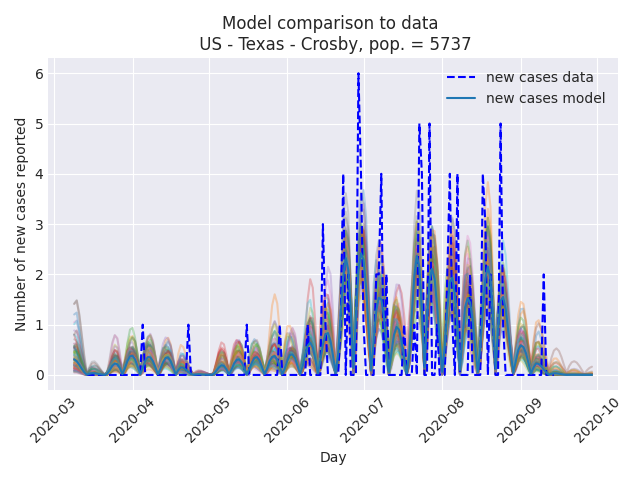 Model comparison to data
US - Texas - Crosby, pop. = 5737
new cases data
new cases model
Number of new cases reported
6
5
4
3
2
1
0
2020-03
2020-04
2020-05
2020-06
2020-07
2020-08
2020-09
2020-10
Day